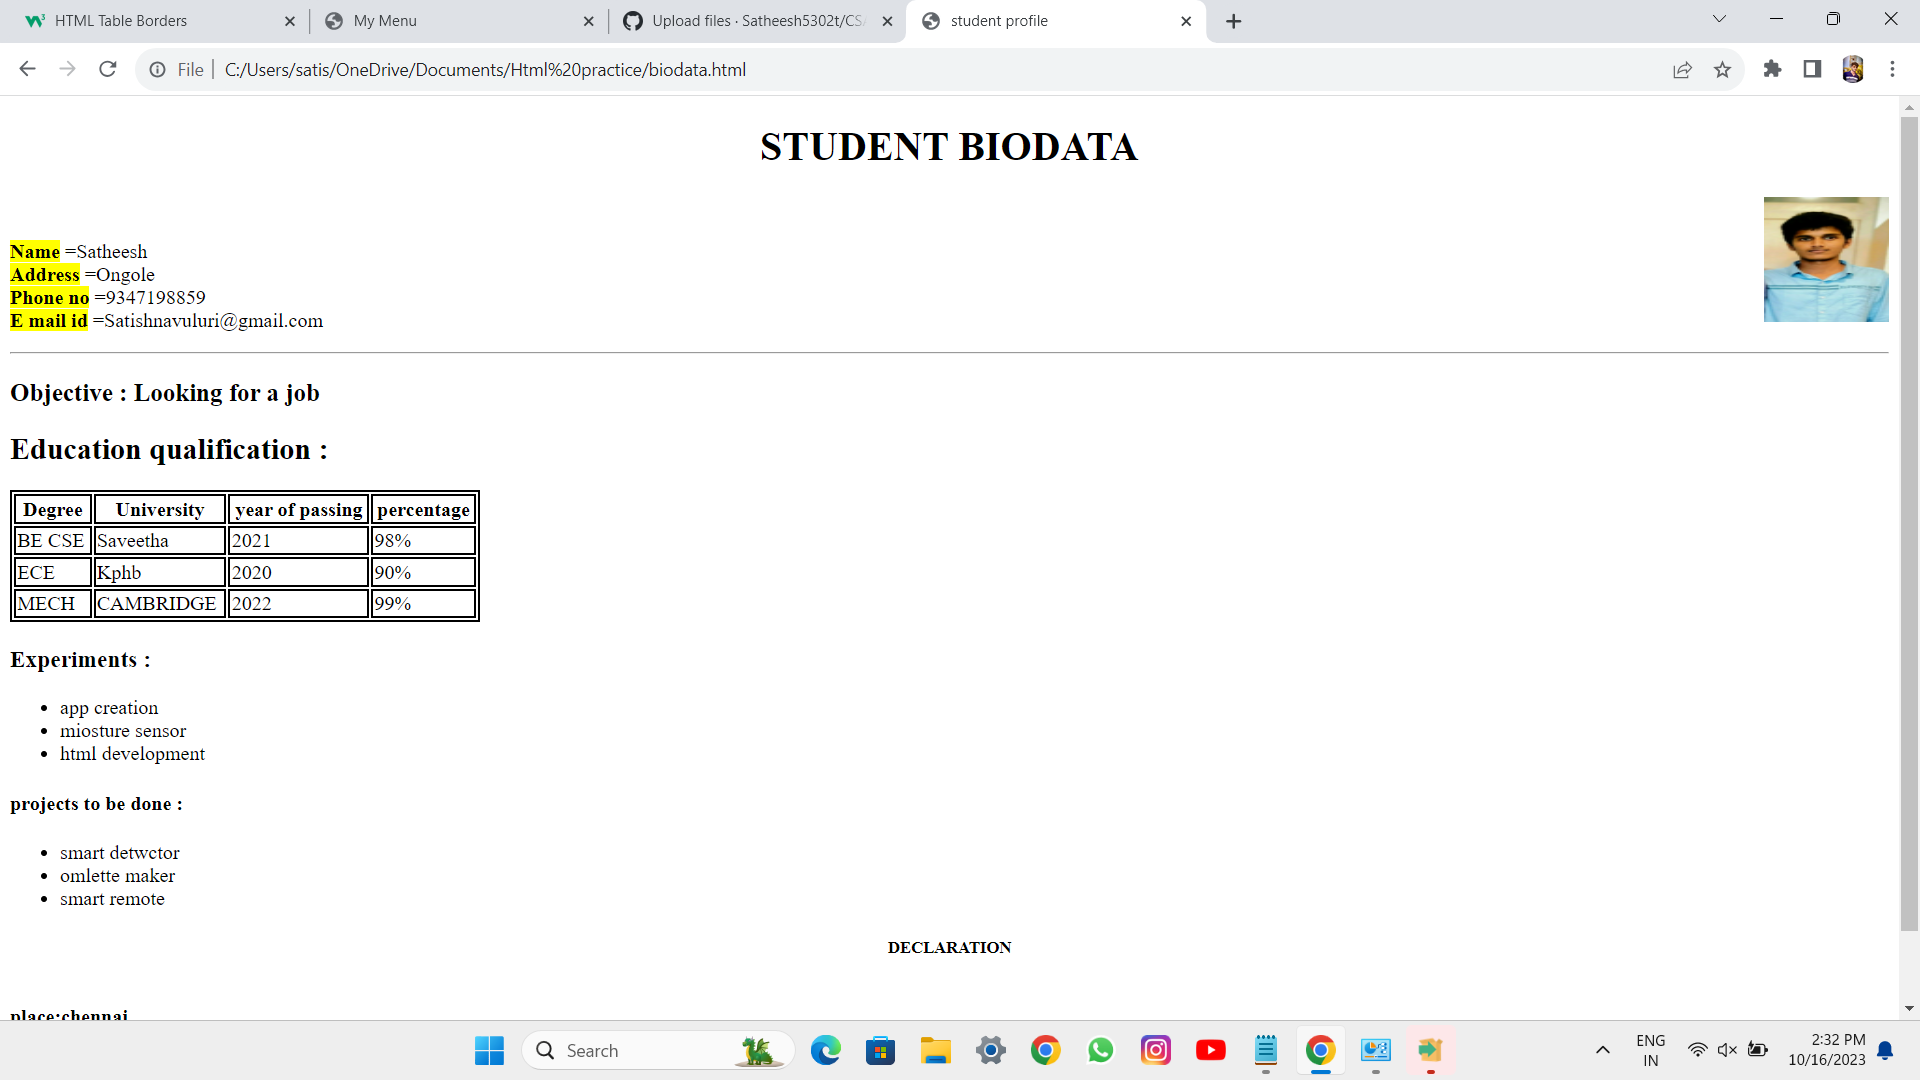 HTML Table Borders
My Menu
Upload files · Satheesh5302t/CSA
student profile
File C:/Users/satis/OneDrive/Documents/Html%20practice/biodata.html
STUDENT BIODATA
Name =Satheesh
Address =Ongole
Phone no =9347198859
E mail id =Satishnavuluri@gmail.com
Objective : Looking for a job
Education qualification :
Degree University year of passing percentage
BE CSE Saveetha 2021 98%
ECE Kphb 2020 90%
MECH CAMBRIDGE 2022 99%
Experiments :
• app creation
• miosture sensor
• html development
projects to be done :
• smart detwctor
• omlette maker
• smart remote
DECLARATION
place:chennai
Search
ENG
IN
2:32 PM
10/16/2023